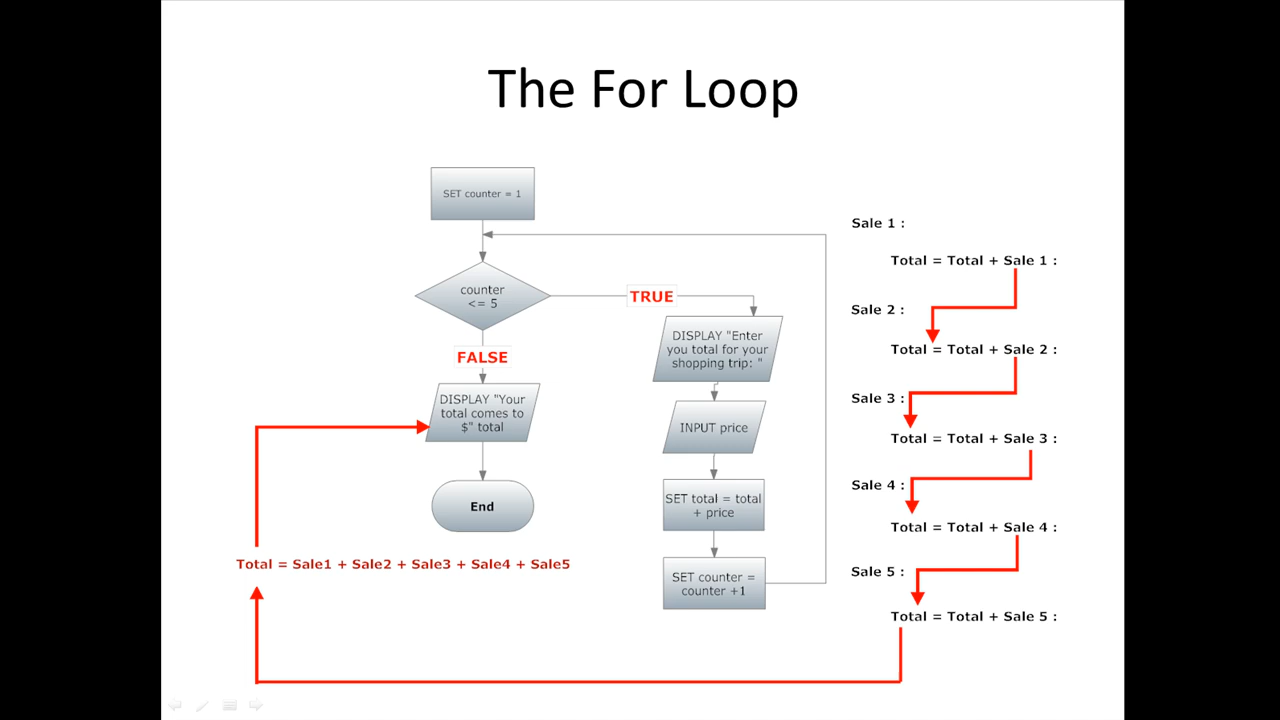 The For Loop
SET counter = 1
counter
<= 5
TRUE
FALSE
DISPLAY "Enter
you total for your
shopping trip: "
INPUT price
SET total = total
+ price
SET counter =
counter +1
DISPLAY "Your
total comes to
$" total
End
Total = Sale1 + Sale2 + Sale3 + Sale4 + Sale5
Sale 1 :
Total = Total + Sale 1 :
Sale 2 :
Total = Total + Sale 2 :
Sale 3 :
Total = Total + Sale 3 :
Sale 4 :
Total = Total + Sale 4 :
Sale 5 :
Total = Total + Sale 5 :